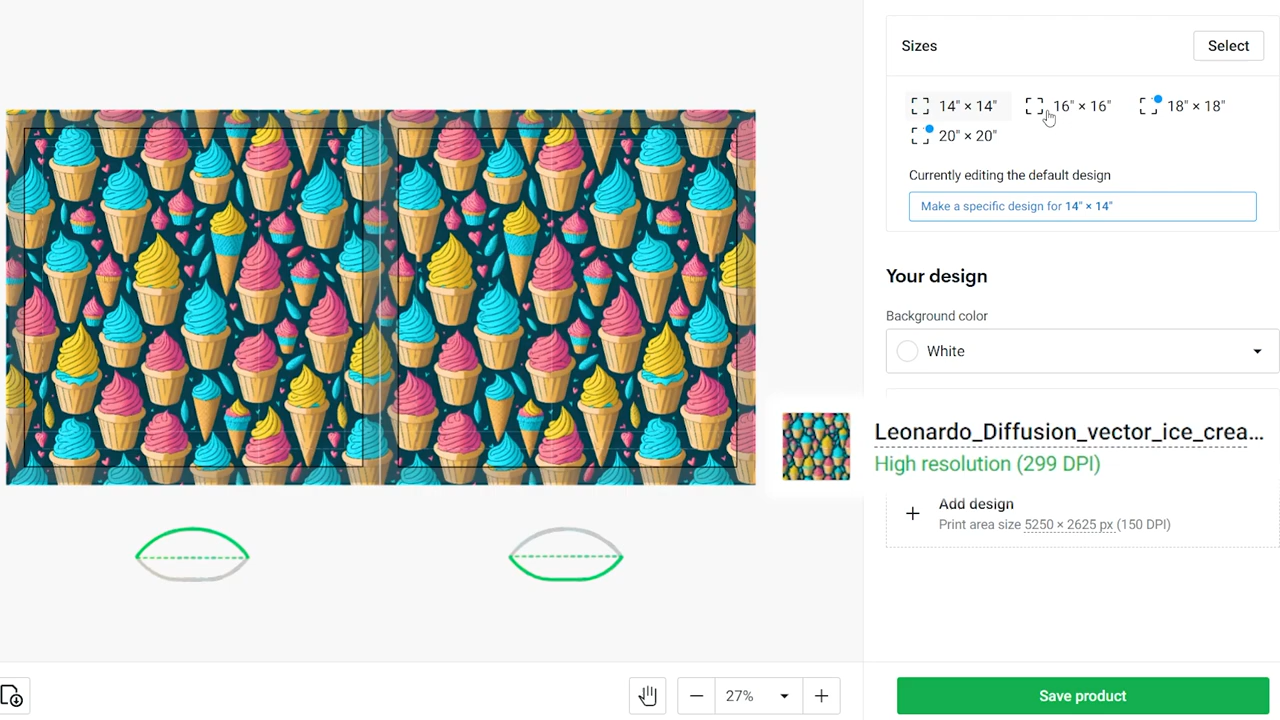 Sizes
Select
14" × 14"
16" × 16"
18" × 18"
20" × 20"
Currently editing the default design
Make a specific design for 14" × 14"
Your design
Background color
White
Leonardo_Diffusion_vector_ice_crea...
High resolution (299 DPI)
Add design
Print area size 5250 × 2625 px (150 DPI)
27%
Save product